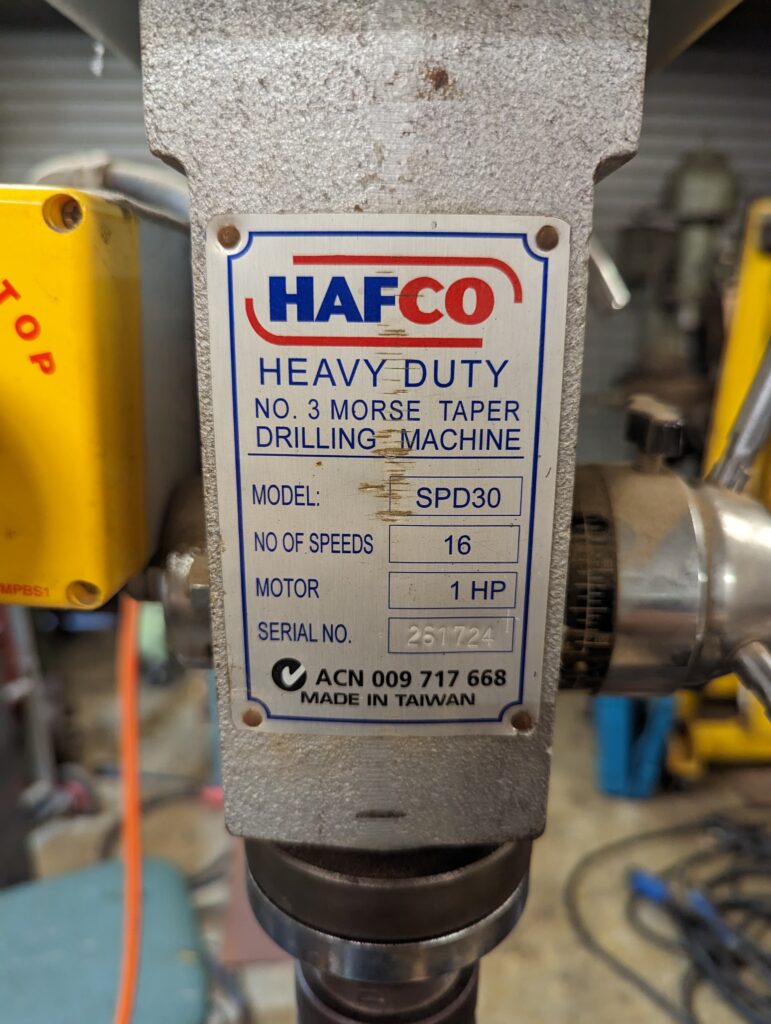 TOP
MPBS1
HAFCO
HEAVY DUTY
NO. 3 MORSE TAPER
DRILLING MACHINE
MODEL: SPD30
NO OF SPEEDS 16
MOTOR 1 HP
SERIAL NO. 261724
ACN 009 717 668
MADE IN TAIWAN